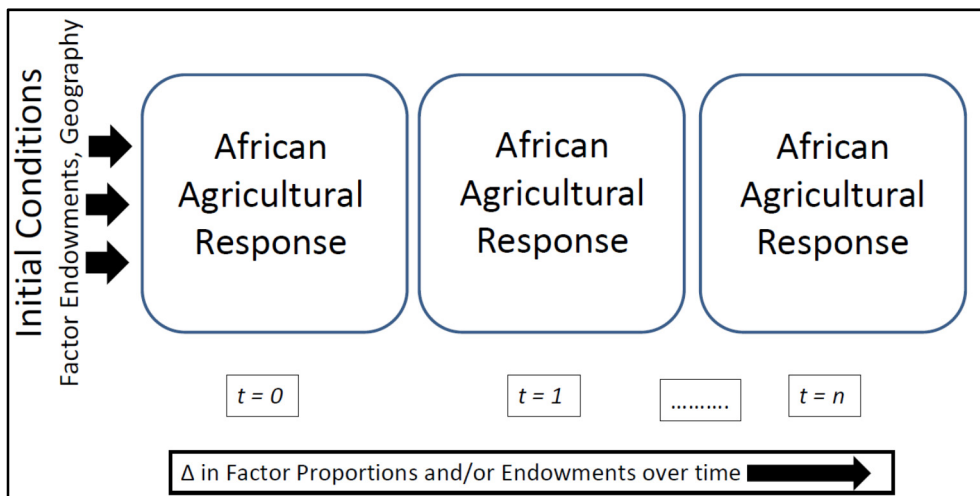 Initial Conditions
Factor Endowments, Geography
African
Agricultural
Response
African
Agricultural
Response
African
Agricultural
Response
t = 0
t = 1
……….
t = n
Δ in Factor Proportions and/or Endowments over time